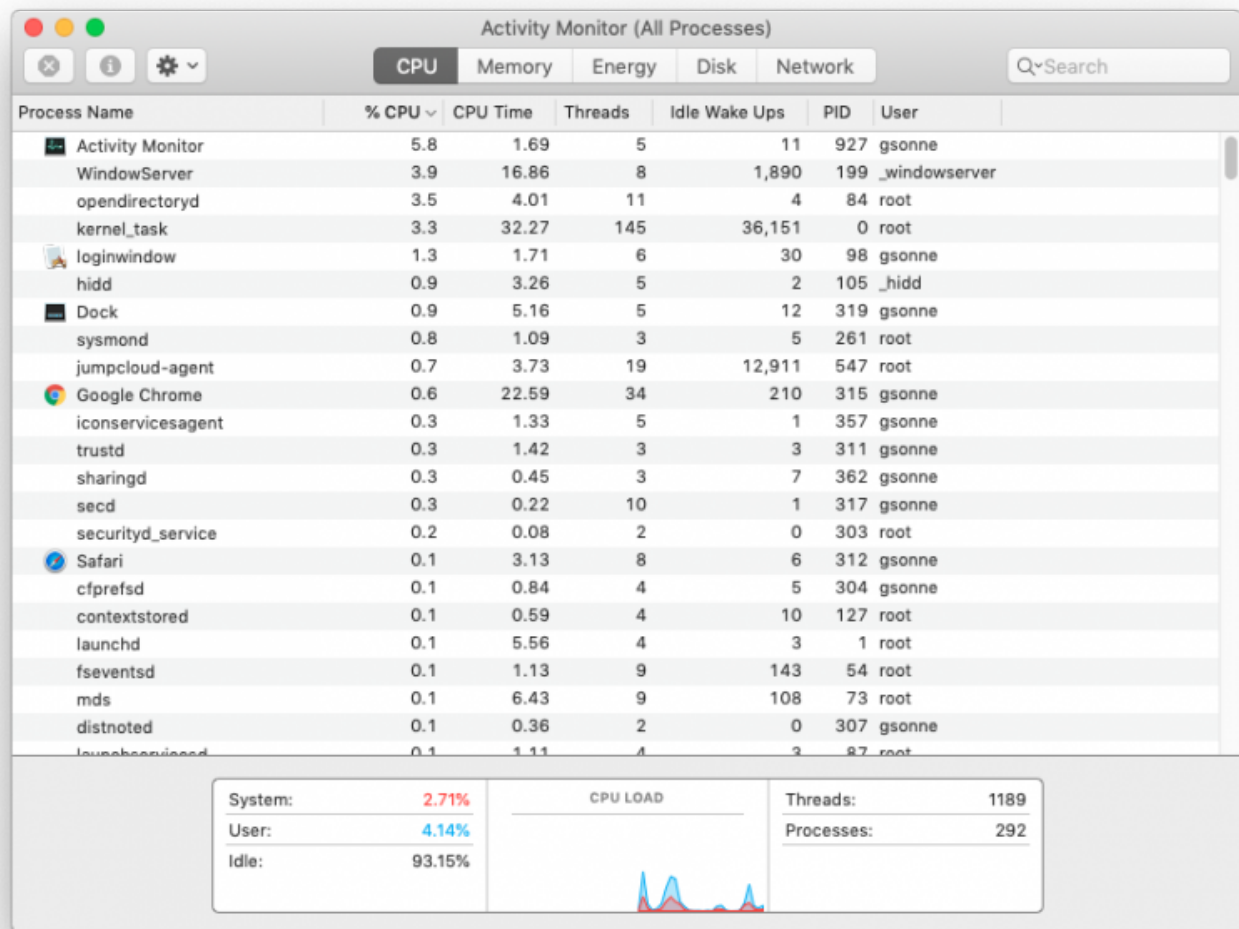 Activity Monitor (All Processes)
CPU Memory Energy Disk Network Search
Process Name % CPU CPU Time Threads Idle Wake Ups PID User
Activity Monitor 5.8 1.69 5 11 927 gsonne
WindowServer 3.9 16.86 8 1,890 199 _windowserver
opendirectoryd 3.5 4.01 11 4 84 root
kernel_task 3.3 32.27 145 36,151 0 root
loginwindow 1.3 1.71 6 30 98 gsonne
hidd 0.9 3.26 5 2 105 _hidd
Dock 0.9 5.16 5 12 319 gsonne
sysmond 0.8 1.09 3 5 261 root
jumpcloud-agent 0.7 3.73 19 12,911 547 root
Google Chrome 0.6 22.59 34 210 315 gsonne
iconservicesagent 0.3 1.33 5 1 357 gsonne
trustd 0.3 1.42 3 3 311 gsonne
sharingd 0.3 0.45 3 7 362 gsonne
secd 0.3 0.22 10 1 317 gsonne
securityd_service 0.2 0.08 2 0 303 root
Safari 0.1 3.13 8 6 312 gsonne
cfprefsd 0.1 0.84 4 5 304 gsonne
contextstored 0.1 0.59 4 10 127 root
launchd 0.1 5.56 4 3 1 root
fseventsd 0.1 1.13 9 143 54 root
mds 0.1 6.43 9 108 73 root
distnoted 0.1 0.36 2 0 307 gsonne
launchservicesd 0.1 1.11 4 3 87 root
System: 2.71% CPU LOAD Threads: 1189
User: 4.14% Processes: 292
Idle: 93.15%